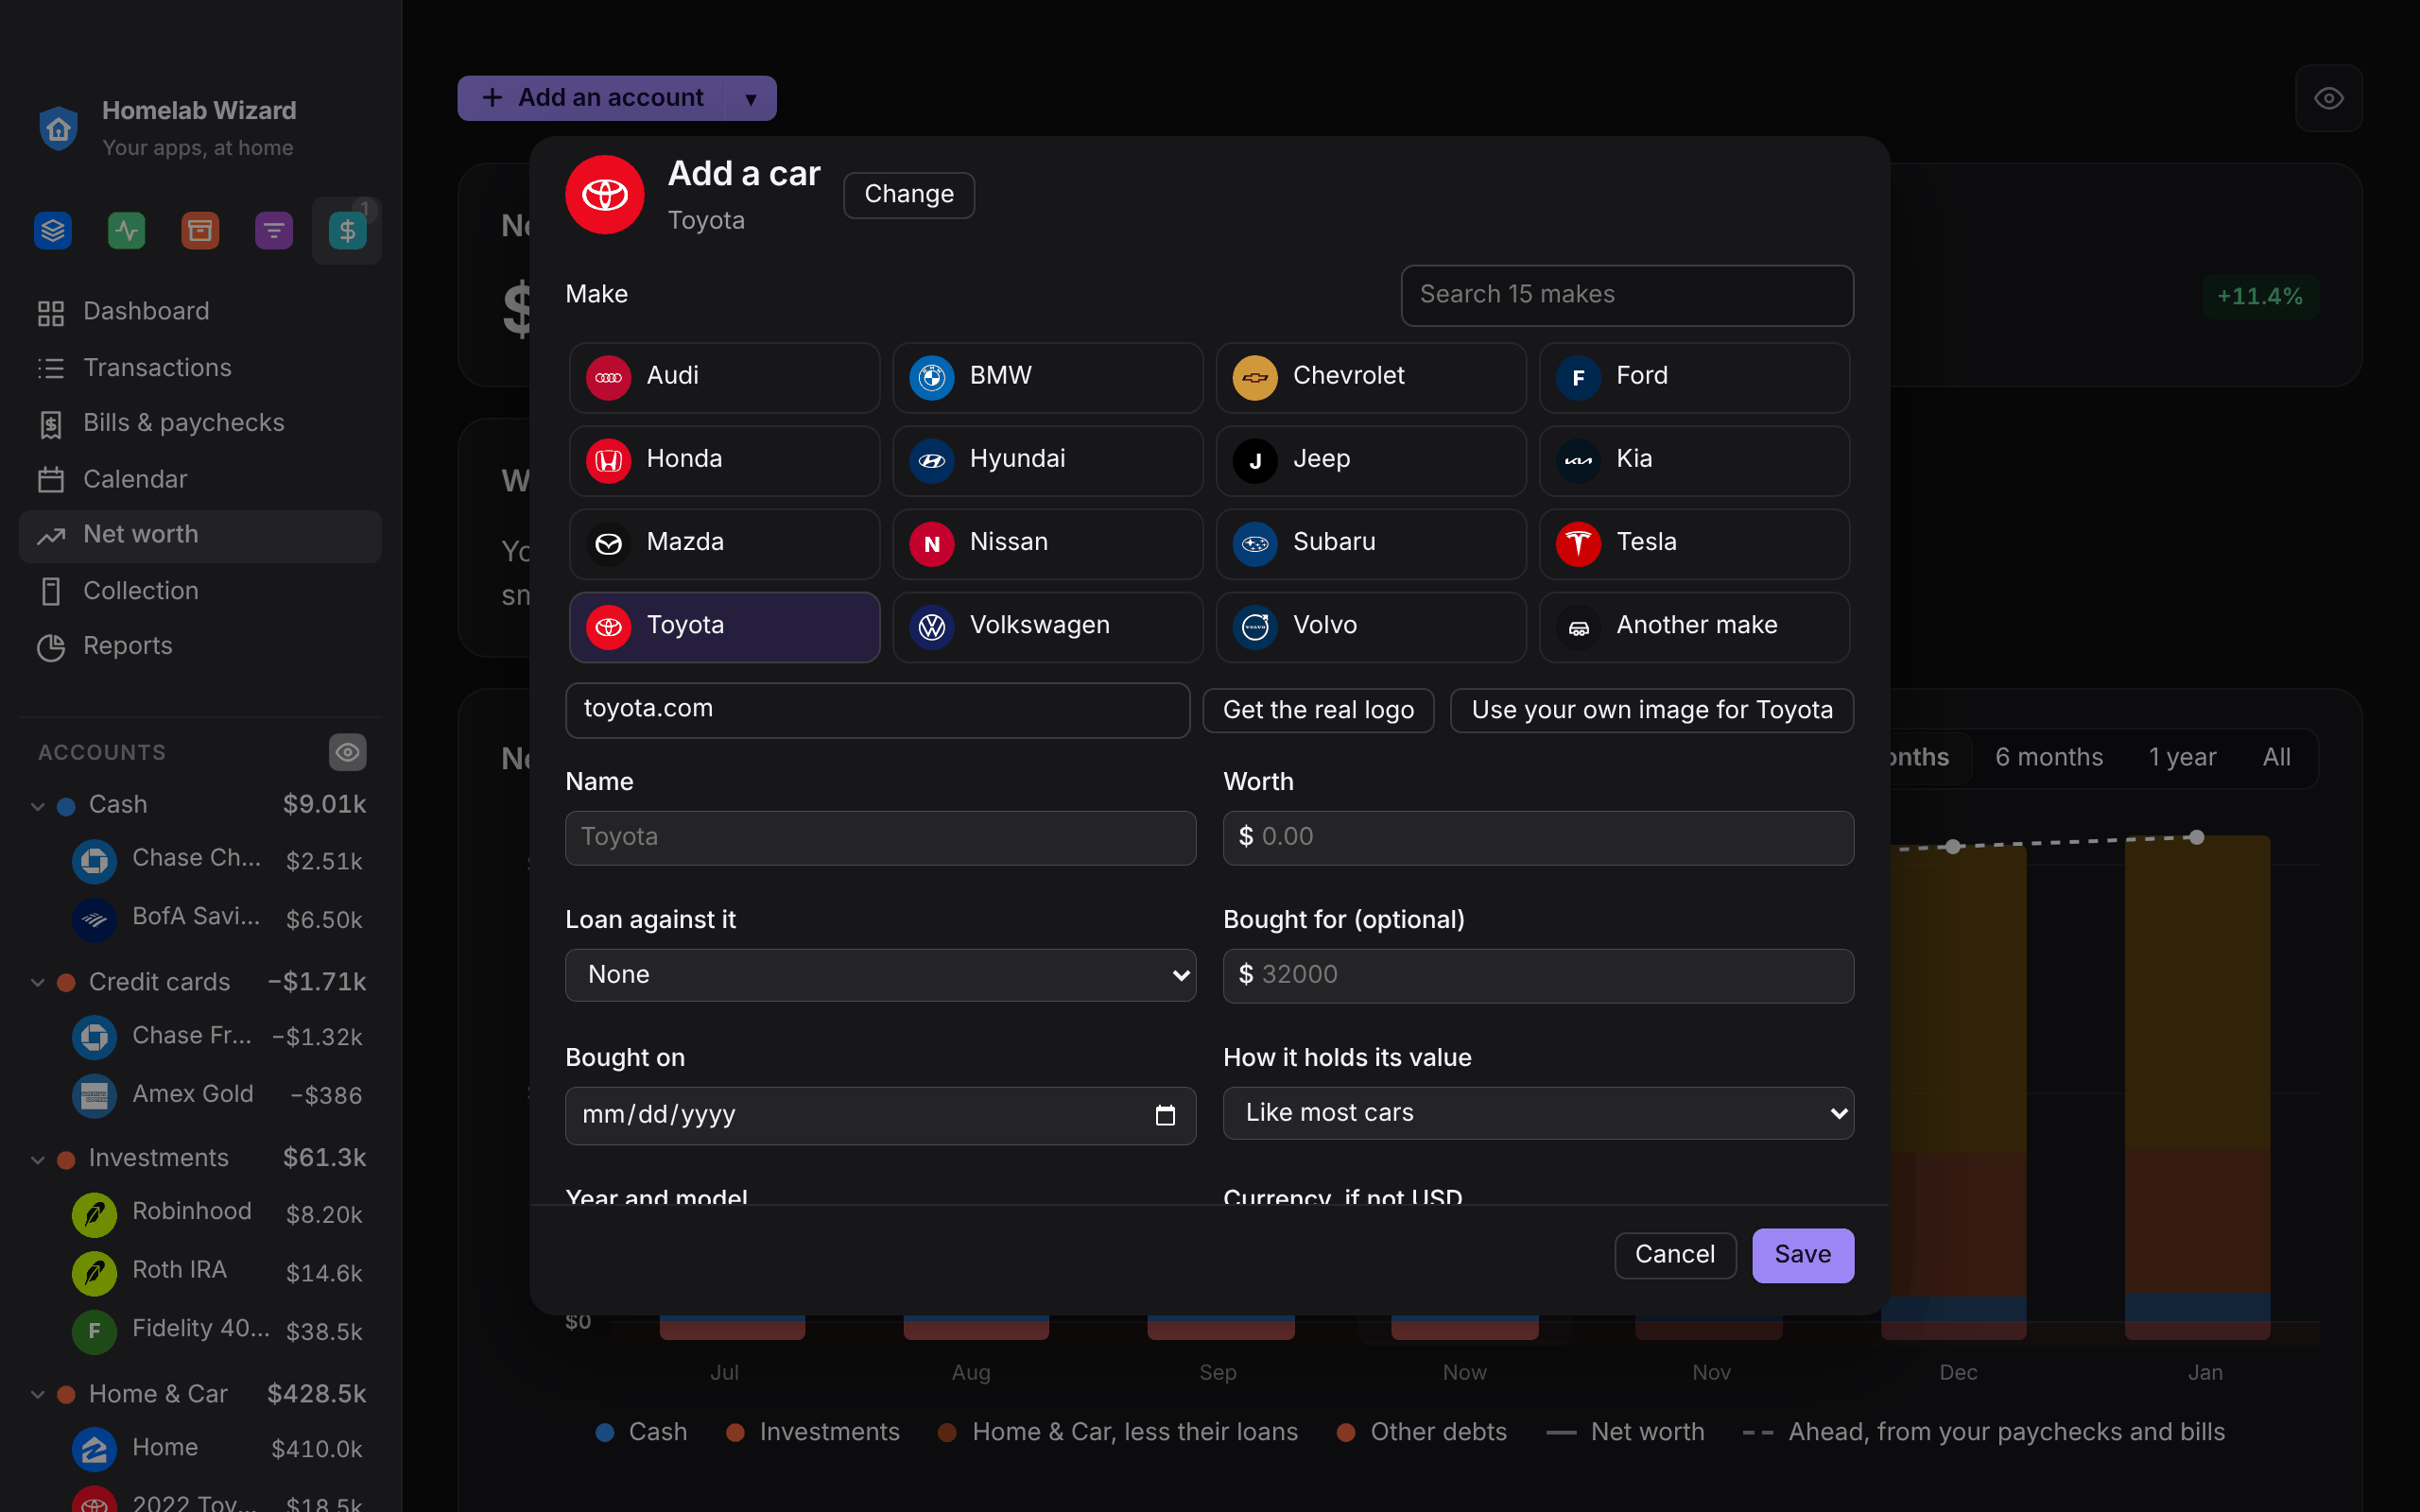 Homelab Wizard
Your apps, at home
1
Dashboard
Transactions
Bills & paychecks
Calendar
Net worth
Collection
Reports
ACCOUNTS
Cash $9.01k
Chase Ch... $2.51k
BofA Savi... $6.50k
Credit cards −$1.71k
Chase Fr... −$1.32k
Amex Gold −$386
Investments $61.3k
Robinhood $8.20k
Roth IRA $14.6k
F Fidelity 40... $38.5k
Home & Car $428.5k
Home $410.0k
2022 Toy... $18.5k
+ Add an account
$
+11.4%
Add a car
Toyota
Change
Make
Search 15 makes
Audi
BMW
Chevrolet
F Ford
Honda
Hyundai
J Jeep
Kia
Mazda
N Nissan
Subaru
Tesla
Toyota
Volkswagen
Volvo
Another make
toyota.com
Get the real logo
Use your own image for Toyota
Name
Toyota
Worth
$ 0.00
Loan against it
None
Bought for (optional)
$ 32000
Bought on
mm/dd/yyyy
How it holds its value
Like most cars
Year and model
Currency, if not USD
Cancel
Save
6 months
1 year
All
$0
Jul
Aug
Sep
Now
Nov
Dec
Jan
Cash
Investments
Home & Car, less their loans
Other debts
Net worth
Ahead, from your paychecks and bills